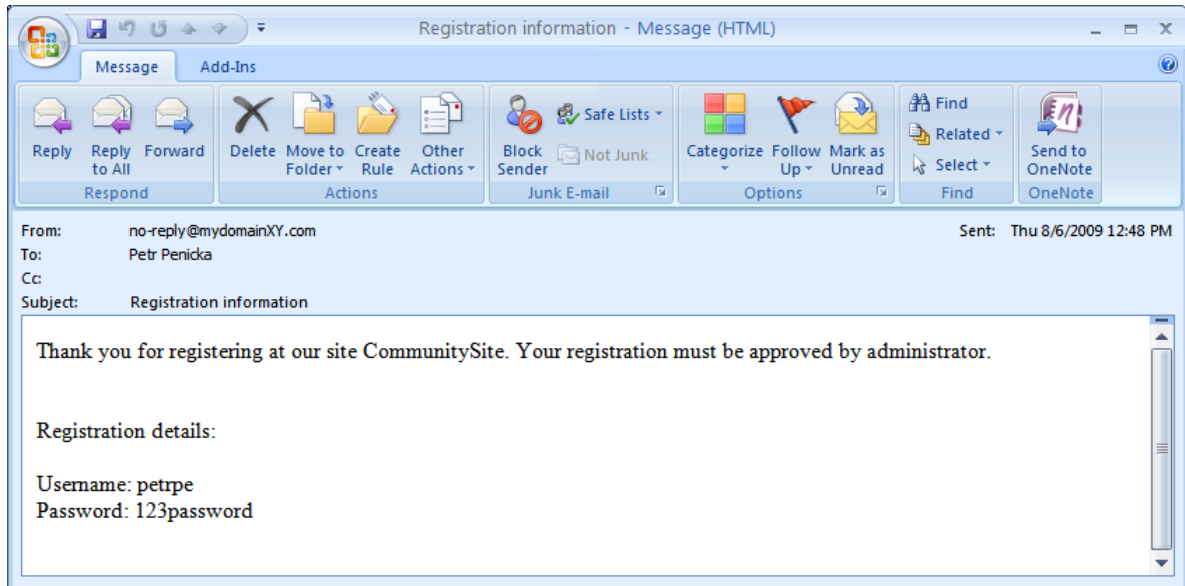 Registration information - Message (HTML)
Message Add-Ins
Reply Reply to All Forward
Delete Move to Folder Create Rule Other Actions
Block Sender Safe Lists Not Junk
Categorize Follow Up Mark as Unread
Find Related Select
Send to OneNote
Respond Actions Junk E-mail Options Find OneNote
From: no-reply@mydomainXY.com Sent: Thu 8/6/2009 12:48 PM
To: Petr Penicka
Cc:
Subject: Registration information
Thank you for registering at our site CommunitySite. Your registration must be approved by administrator.
Registration details:
Username: petrpe
Password: 123password